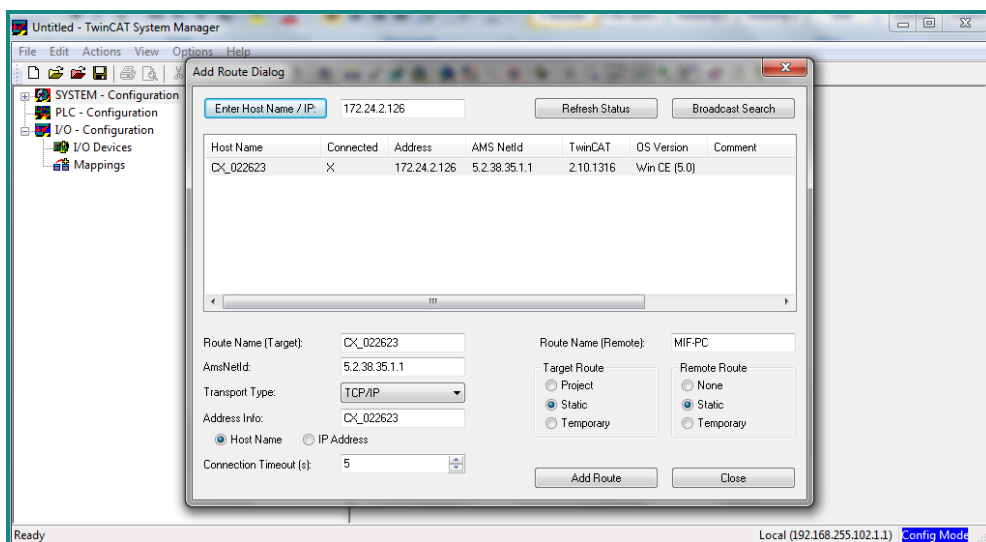 Untitled - TwinCAT System Manager
File Edit Actions View Options Help
Add Route Dialog
SYSTEM - Configuration
PLC - Configuration
I/O - Configuration
I/O Devices
Mappings
Enter Host Name / IP: 172.24.2.126 Refresh Status Broadcast Search
Host Name Connected Address AMS NetId TwinCAT OS Version Comment
CX_022623 X 172.24.2.126 5.2.38.35.1.1 2.10.1316 Win CE (5.0)
Route Name (Target): CX_022623 Route Name (Remote): MIF-PC
AmsNetId: 5.2.38.35.1.1 Target Route Remote Route
Project None
Transport Type: TCP/IP
Static Static
Address Info: CX_022623 Temporary Temporary
Host Name IP Address
Connection Timeout (s): 5
Add Route Close
Ready Local (192.168.255.102.1.1) Config Mode